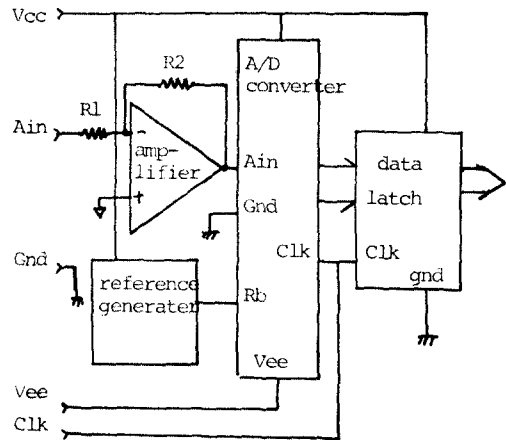 Vcc
R2
A/D
converter
R1
Ain
-
amp-
lifier
+
Ain
data
latch
Gnd
Clk
Clk
Gnd
gnd
reference
generater
Rb
Vee
Vee
Clk